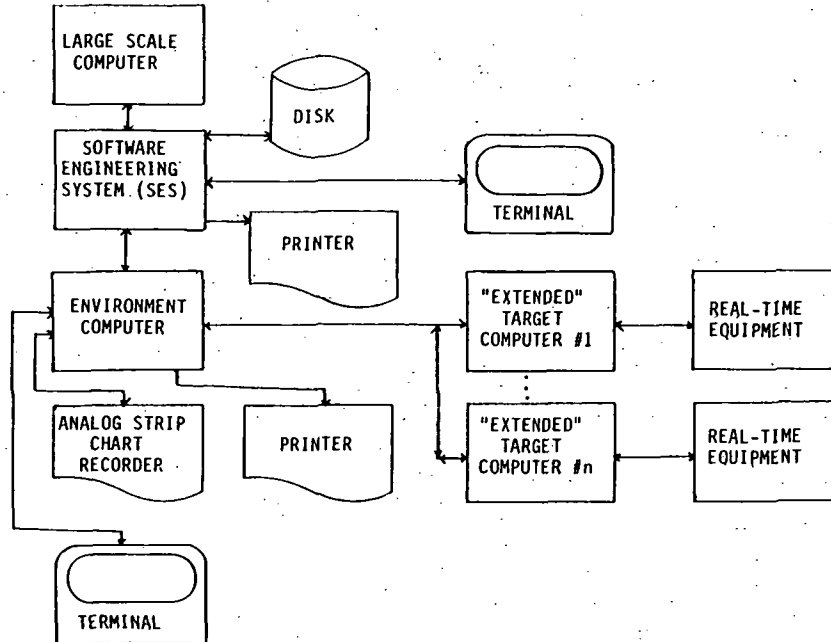 LARGE SCALE
COMPUTER
DISK
SOFTWARE
ENGINEERING
SYSTEM (SES)
TERMINAL
PRINTER
ENVIRONMENT
COMPUTER
"EXTENDED"
TARGET
COMPUTER #1
REAL-TIME
EQUIPMENT
ANALOG STRIP
CHART
RECORDER
PRINTER
"EXTENDED"
TARGET
COMPUTER #n
REAL-TIME
EQUIPMENT
TERMINAL